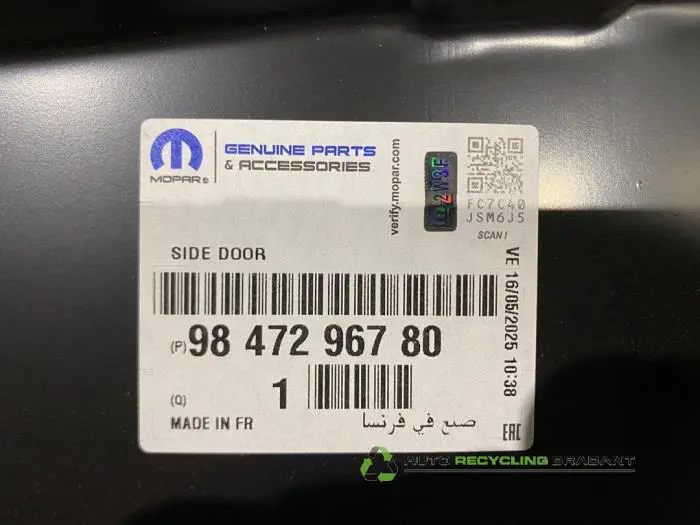 MOPAR®
GENUINE PARTS
& ACCESSORIES
verify.mopar.com
2W8F
FC7C40
JSM6J5
SCAN!
SIDE DOOR
VE 16/05/2025 10:38
(P) 98 472 967 80
(Q) 1
MADE IN FR
صنع في فرنسا
EAC
AUTO RECYCLING BRABANT